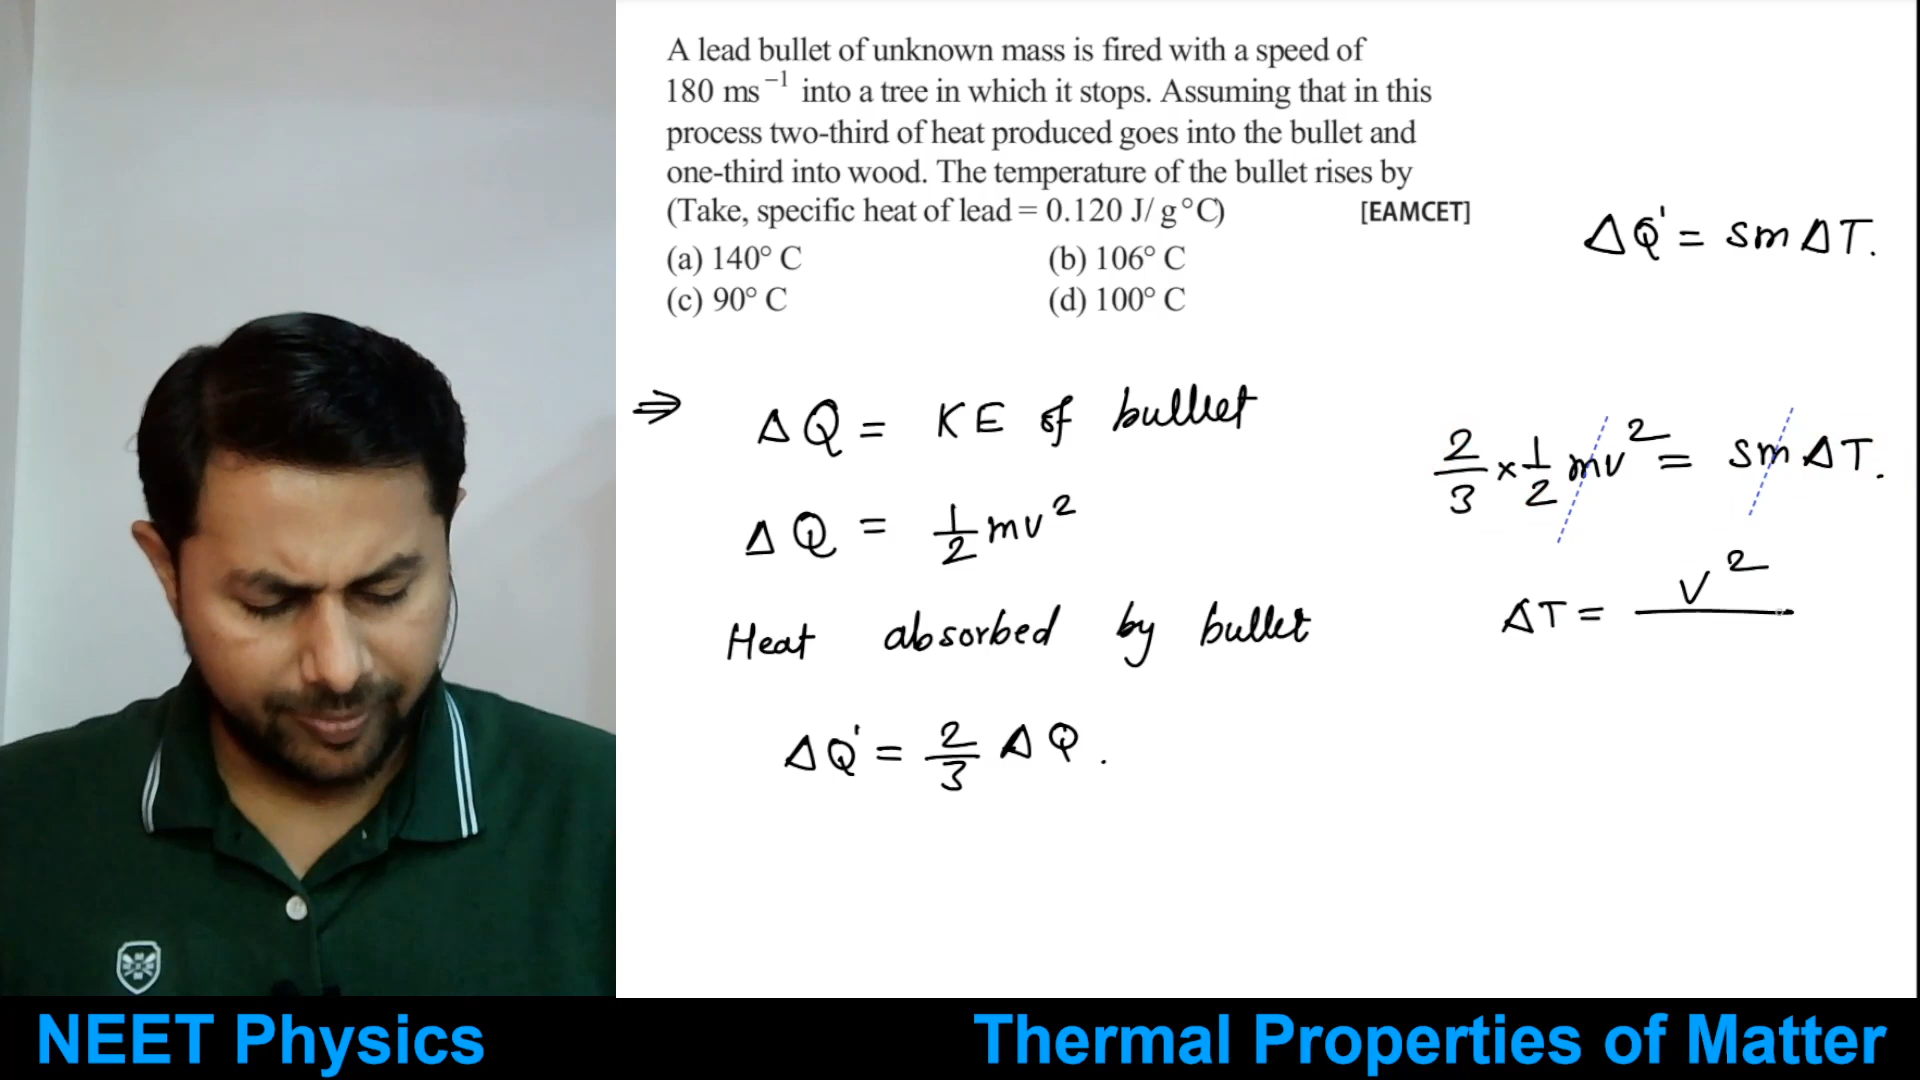 A lead bullet of unknown mass is fired with a speed of
180 ms⁻¹ into a tree in which it stops. Assuming that in this
process two-third of heat produced goes into the bullet and
one-third into wood. The temperature of the bullet rises by
(Take, specific heat of lead = 0.120 J/ g°C) [EAMCET]
(a) 140° C (b) 106° C
(c) 90° C (d) 100° C
⇒ ΔQ = KE of bullet
ΔQ = 1/2 mv²
Heat absorbed by bullet
ΔQ' = 2/3 ΔQ.
ΔQ' = smΔT.
2/3 × 1/2 mv² = smΔT.
ΔT = v²
NEET Physics
Thermal Properties of Matter